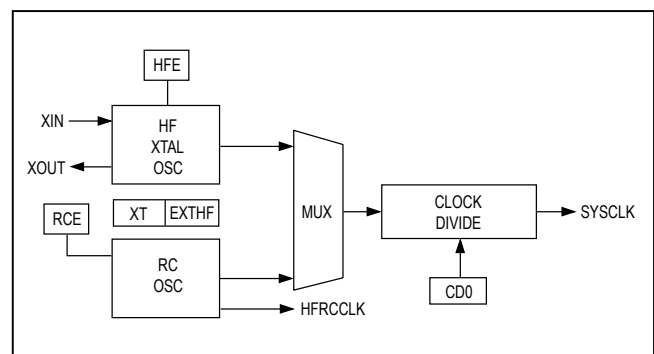 HFE
XIN
HF
XTAL
OSC
XOUT
RCE
XT
EXTHF
RC
OSC
HFRCCLK
MUX
CLOCK
DIVIDE
SYSCLK
CD0